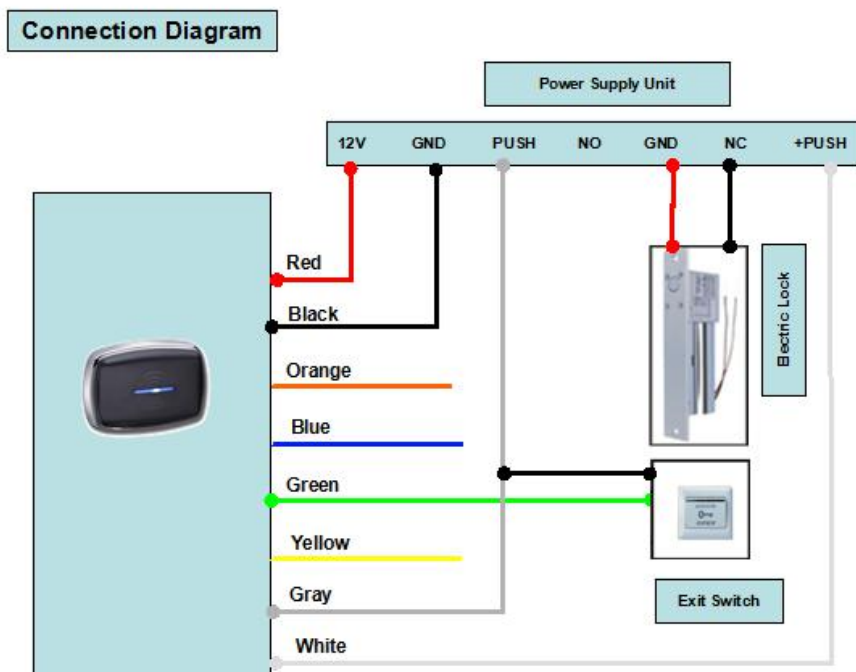 Connection Diagram
Power Supply Unit
12V GND PUSH NO GND NC +PUSH
Red
Black
Orange
Blue
Green
Yellow
Gray
White
Electric Lock
Exit Switch